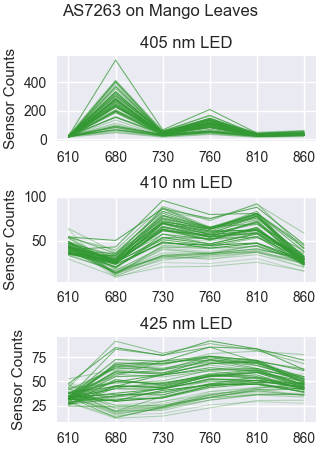 AS7263 on Mango Leaves
405 nm LED
Sensor Counts
400
200
0
610 680 730 760 810 860
410 nm LED
Sensor Counts
100
50
610 680 730 760 810 860
425 nm LED
Sensor Counts
75
50
25
610 680 730 760 810 860